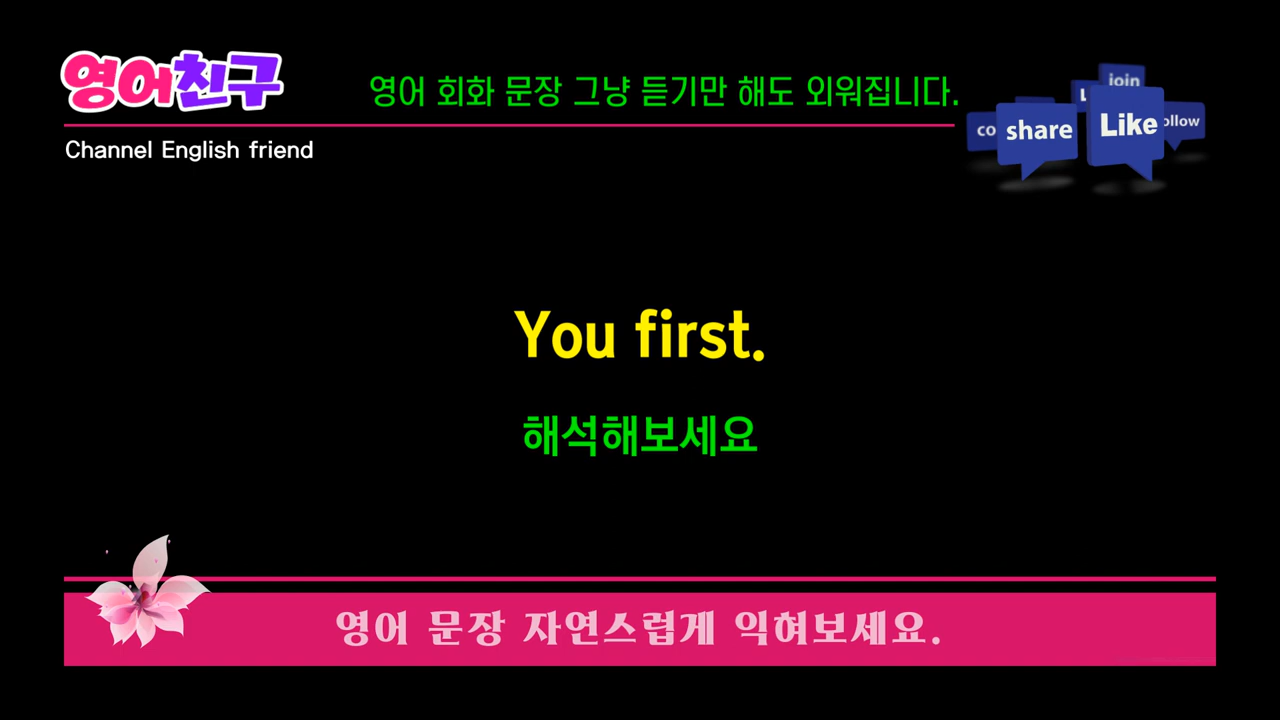 영어친구
영어 회화 문장 그냥 듣기만 해도 외워집니다.
Channel English friend
join
share
Like
You first.
해석해보세요
영어 문장 자연스럽게 익혀보세요.